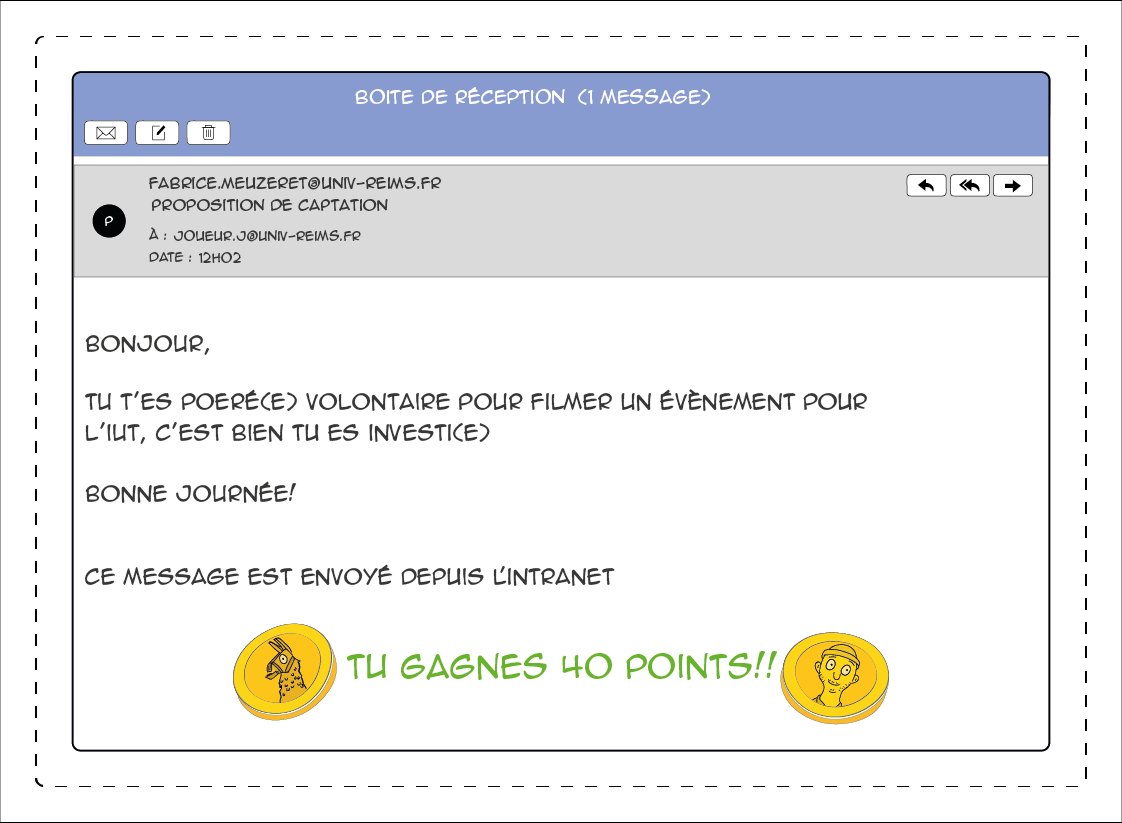 BOITE DE RÉCEPTION (1 MESSAGE)
FABRICE.MEUZERET@UNIV-REIMS.FR
PROPOSITION DE CAPTATION
P
À : JOUEUR.J@UNIV-REIMS.FR
DATE : 12H02
BONJOUR,
TU T'ES POERÉ(E) VOLONTAIRE POUR FILMER UN ÉVÈNEMENT POUR
L'IUT, C'EST BIEN TU ES INVESTI(E)
BONNE JOURNÉE!
CE MESSAGE EST ENVOYÉ DEPUIS L'INTRANET
TU GAGNES 40 POINTS!!